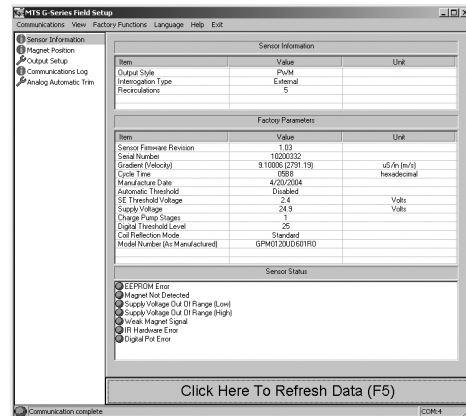 MTS G-Series Field Setup
Communications View Factory Functions Language Help Exit
Sensor Information
Magnet Position
Output Setup
Communications Log
Analog Automatic Trim
Sensor Information
Item Value Unit
Output Style PWM
Interrogation Type External
Recirculations 5
Factory Parameters
Item Value Unit
Sensor Firmware Revision 1.03
Serial Number 10200332
Gradient (Velocity) 9.10006 (2791.19) uS/in (m/s)
Cycle Time 05B8 hexadecimal
Manufacture Date 4/20/2004
Automatic Threshold Disabled
SE Threshold Voltage 2.4 Volts
Supply Voltage 24.9 Volts
Charge Pump Stages 1
Digital Threshold Level 25
Coil Reflection Mode Standard
Model Number (As Manufactured) GPM0120UD601R0
Sensor Status
EEPROM Error
Magnet Not Detected
Supply Voltage Out Of Range (Low)
Supply Voltage Out Of Range (High)
Weak Magnet Signal
IR Hardware Error
Digital Pot Error
Click Here To Refresh Data (F5)
Communication complete COM:4